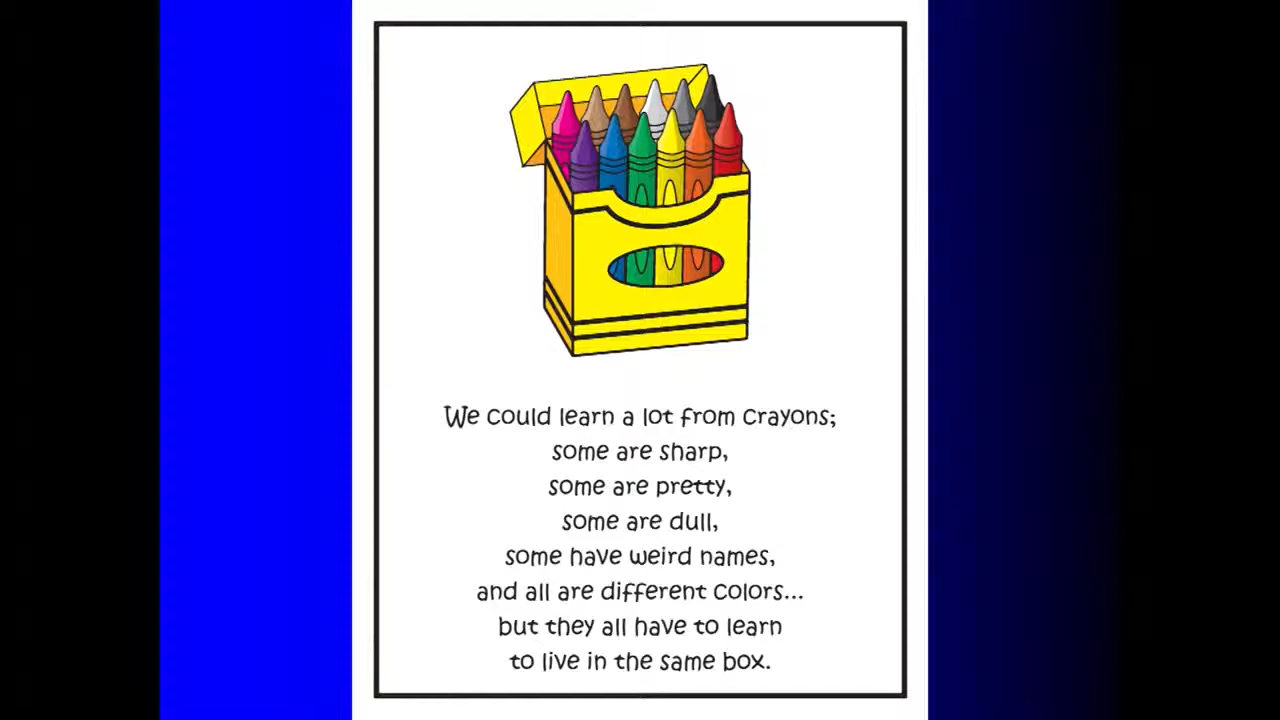 We could learn a lot from crayons;
some are sharp,
some are pretty,
some are dull,
some have weird names,
and all are different colors...
but they all have to learn
to live in the same box.